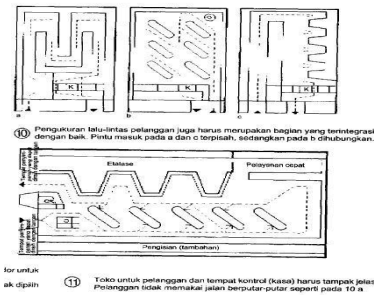 K
K
K
a
b
c
10 Pengukuran lalu-lintas pelanggan juga harus merupakan bagian yang terintegrasi
dengan baik. Pintu masuk pada a dan c terpisah, sedangkan pada b dihubungkan.
Etalase
Pelayanan cepat
Pengisian (tambahan)
lor untuk
ak dipilih
11 Toko untuk pelanggan dan tempat kontrol (kasa) harus tampak jelas
Pelanggan tidak memakai jalan berputar-putar seperti pada 10 a